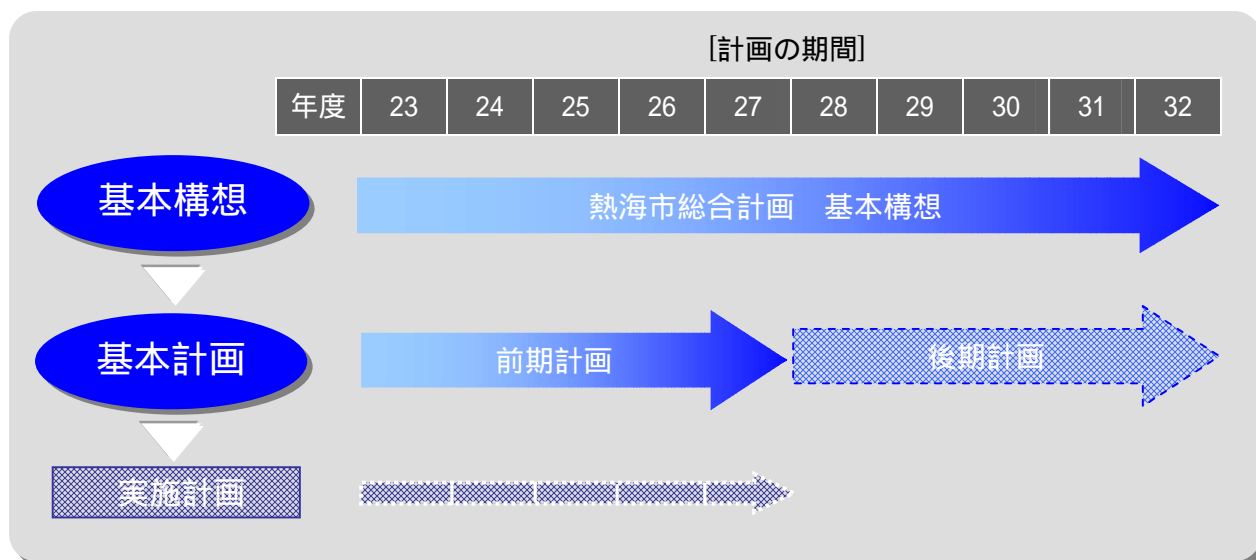 [計画の期間]
年度 23 24 25 26 27 28 29 30 31 32
基本構想
熱海市総合計画　基本構想
基本計画
前期計画
後期計画
実施計画